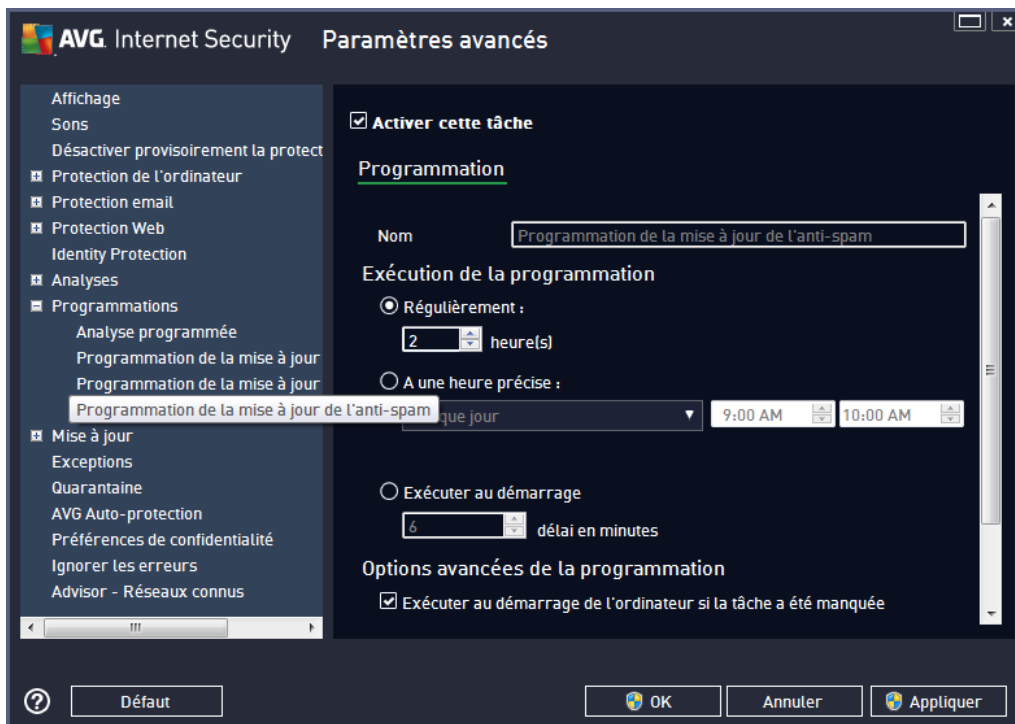 AVG. Internet Security Paramètres avancés
Affichage
Sons
Désactiver provisoirement la protect
Protection de l'ordinateur
Protection email
Protection Web
Identity Protection
Analyses
Programmations
Analyse programmée
Programmation de la mise à jour
Programmation de la mise à jour
Programmation de la mise à jour de l'anti-spam
Mise à jour
Exceptions
Quarantaine
AVG Auto-protection
Préférences de confidentialité
Ignorer les erreurs
Advisor - Réseaux connus
Activer cette tâche
Programmation
Nom Programmation de la mise à jour de l'anti-spam
Exécution de la programmation
Régulièrement :
2 heure(s)
A une heure précise :
que jour 9:00 AM 10:00 AM
Exécuter au démarrage
6 délai en minutes
Options avancées de la programmation
Exécuter au démarrage de l'ordinateur si la tâche a été manquée
Défaut OK Annuler Appliquer